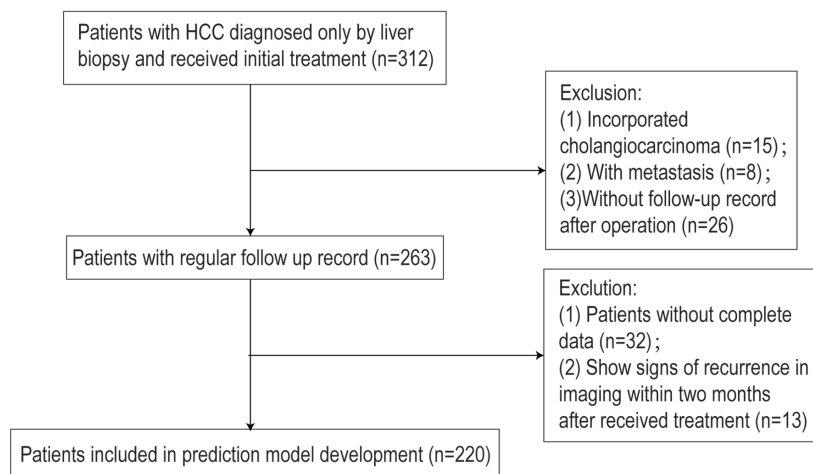 Patients with HCC diagnosed only by liver
biopsy and received initial treatment (n=312)
Exclusion:
(1) Incorporated
cholangiocarcinoma (n=15);
(2) With metastasis (n=8);
(3)Without follow-up record
after operation (n=26)
Patients with regular follow up record (n=263)
Exclution:
(1) Patients without complete
data (n=32);
(2) Show signs of recurrence in
imaging within two months
after received treatment (n=13)
Patients included in prediction model development (n=220)